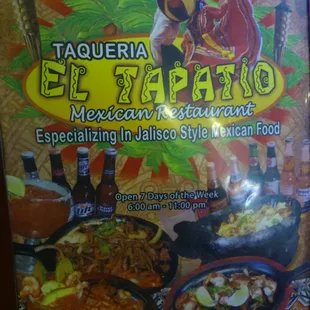 TAQUERIA
EL TAPATIO
Mexican Restaurant
Especializing In Jalisco Style Mexican Food
Open 7 Days of the Week
6:00 am - 11:00 pm